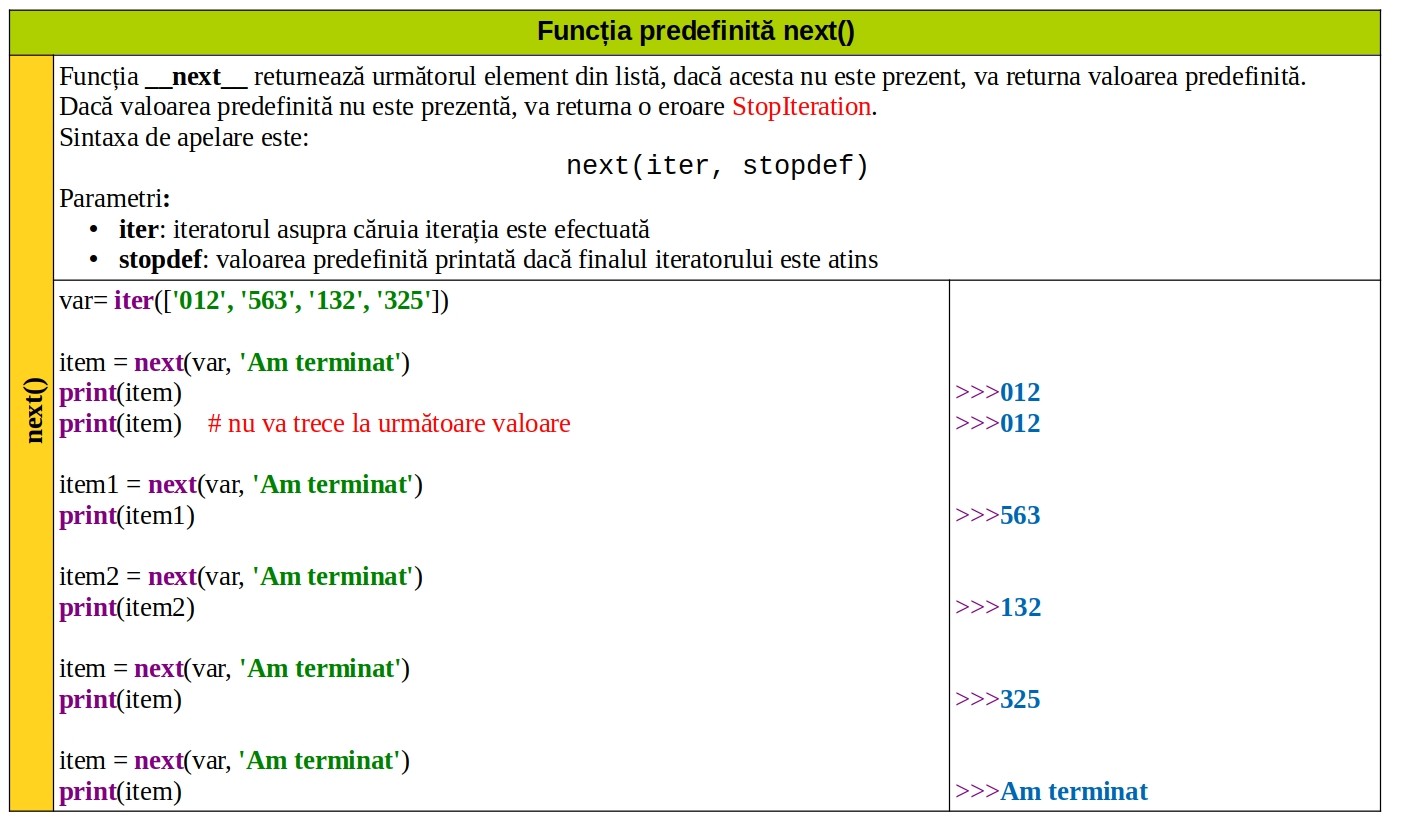 Funcția predefinită next()
next()
Funcția __next__ returnează următorul element din listă, dacă acesta nu este prezent, va returna valoarea predefinită.
Dacă valoarea predefinită nu este prezentă, va returna o eroare StopIteration.
Sintaxa de apelare este:
next(iter, stopdef)
Parametri:
• iter: iteratorul asupra căruia iterația este efectuată
• stopdef: valoarea predefinită printată dacă finalul iteratorului este atins
var= iter(['012', '563', '132', '325'])
item = next(var, 'Am terminat')
print(item) >>>012
print(item) # nu va trece la următoare valoare >>>012
item1 = next(var, 'Am terminat')
print(item1) >>>563
item2 = next(var, 'Am terminat')
print(item2) >>>132
item = next(var, 'Am terminat')
print(item) >>>325
item = next(var, 'Am terminat')
print(item) >>>Am terminat